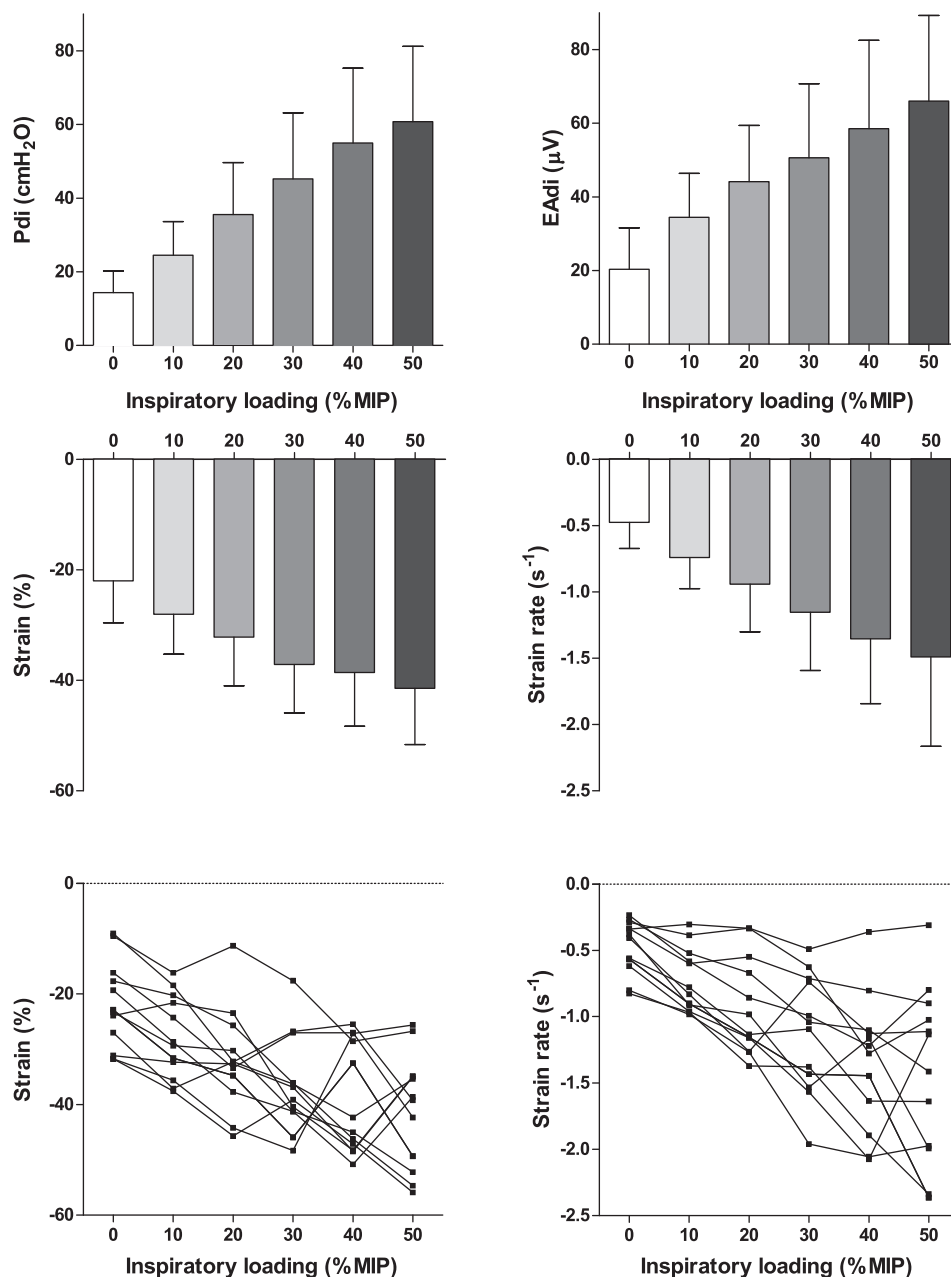 80
60
40
20
0
Pdi (cmH₂O)
0 10 20 30 40 50
Inspiratory loading (%MIP)
80
60
40
20
0
EAdi (µV)
0 10 20 30 40 50
Inspiratory loading (%MIP)
0 10 20 30 40 50
0
-20
-40
-60
Strain (%)
0 10 20 30 40 50
0.0
-0.5
-1.0
-1.5
-2.0
-2.5
Strain rate (s⁻¹)
0
-20
-40
-60
Strain (%)
0 10 20 30 40 50
Inspiratory loading (%MIP)
0.0
-0.5
-1.0
-1.5
-2.0
-2.5
Strain rate (s⁻¹)
0 10 20 30 40 50
Inspiratory loading (%MIP)